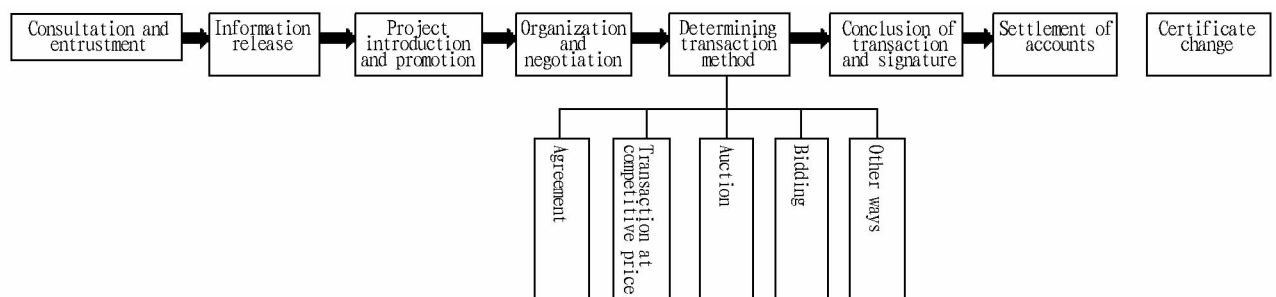 Consultation and
entrustment
Information
release
Project
introduction
and promotion
Organization
and
negotiation
Determining
transaction
method
Conclusion of
transaction
and signature
Settlement of
accounts
Certificate
change
Agreement
Transaction at
competitive price
Auction
Bidding
Other ways